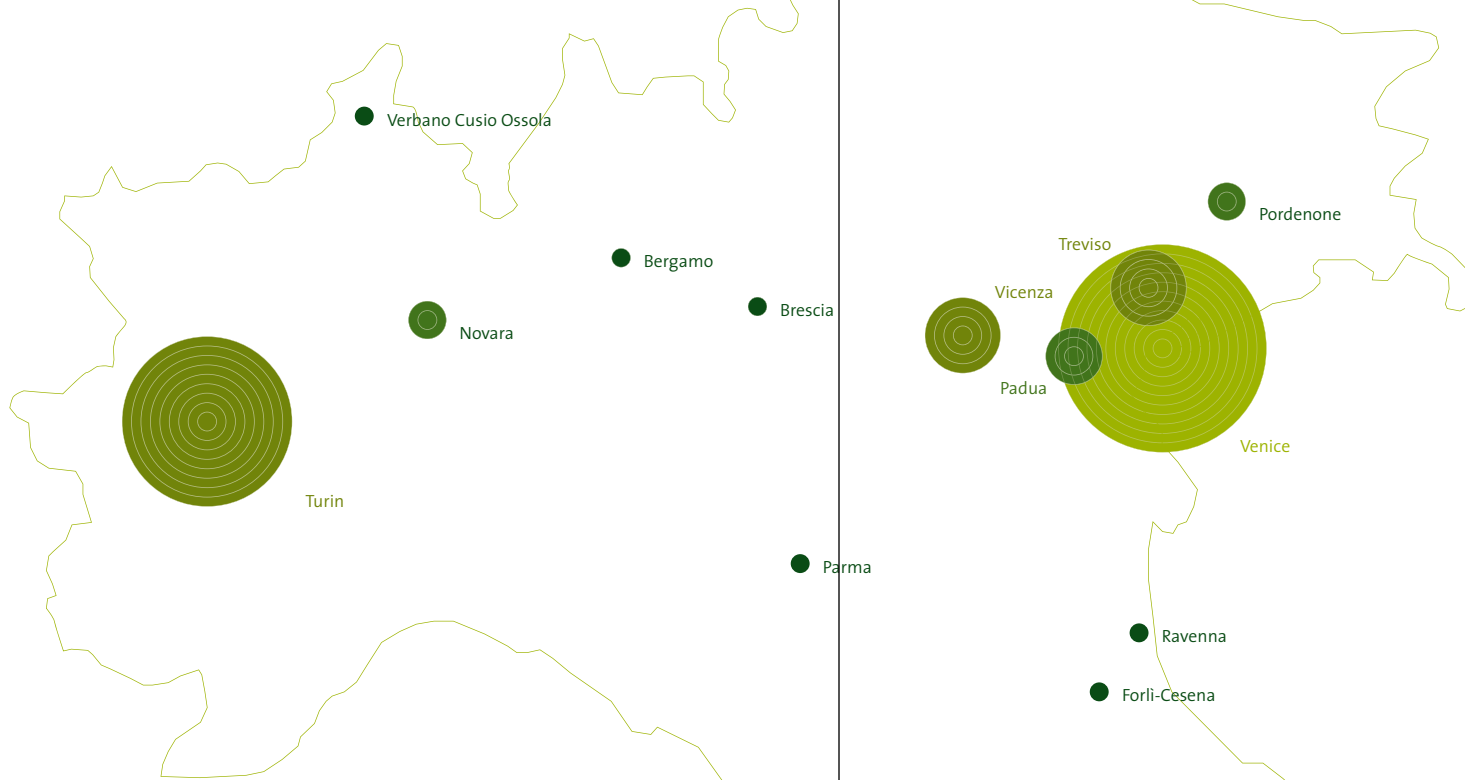 Verbano Cusio Ossola
Pordenone
Treviso
Bergamo
Vicenza
Brescia
Novara
Padua
Venice
Turin
Parma
Ravenna
Forlì-Cesena